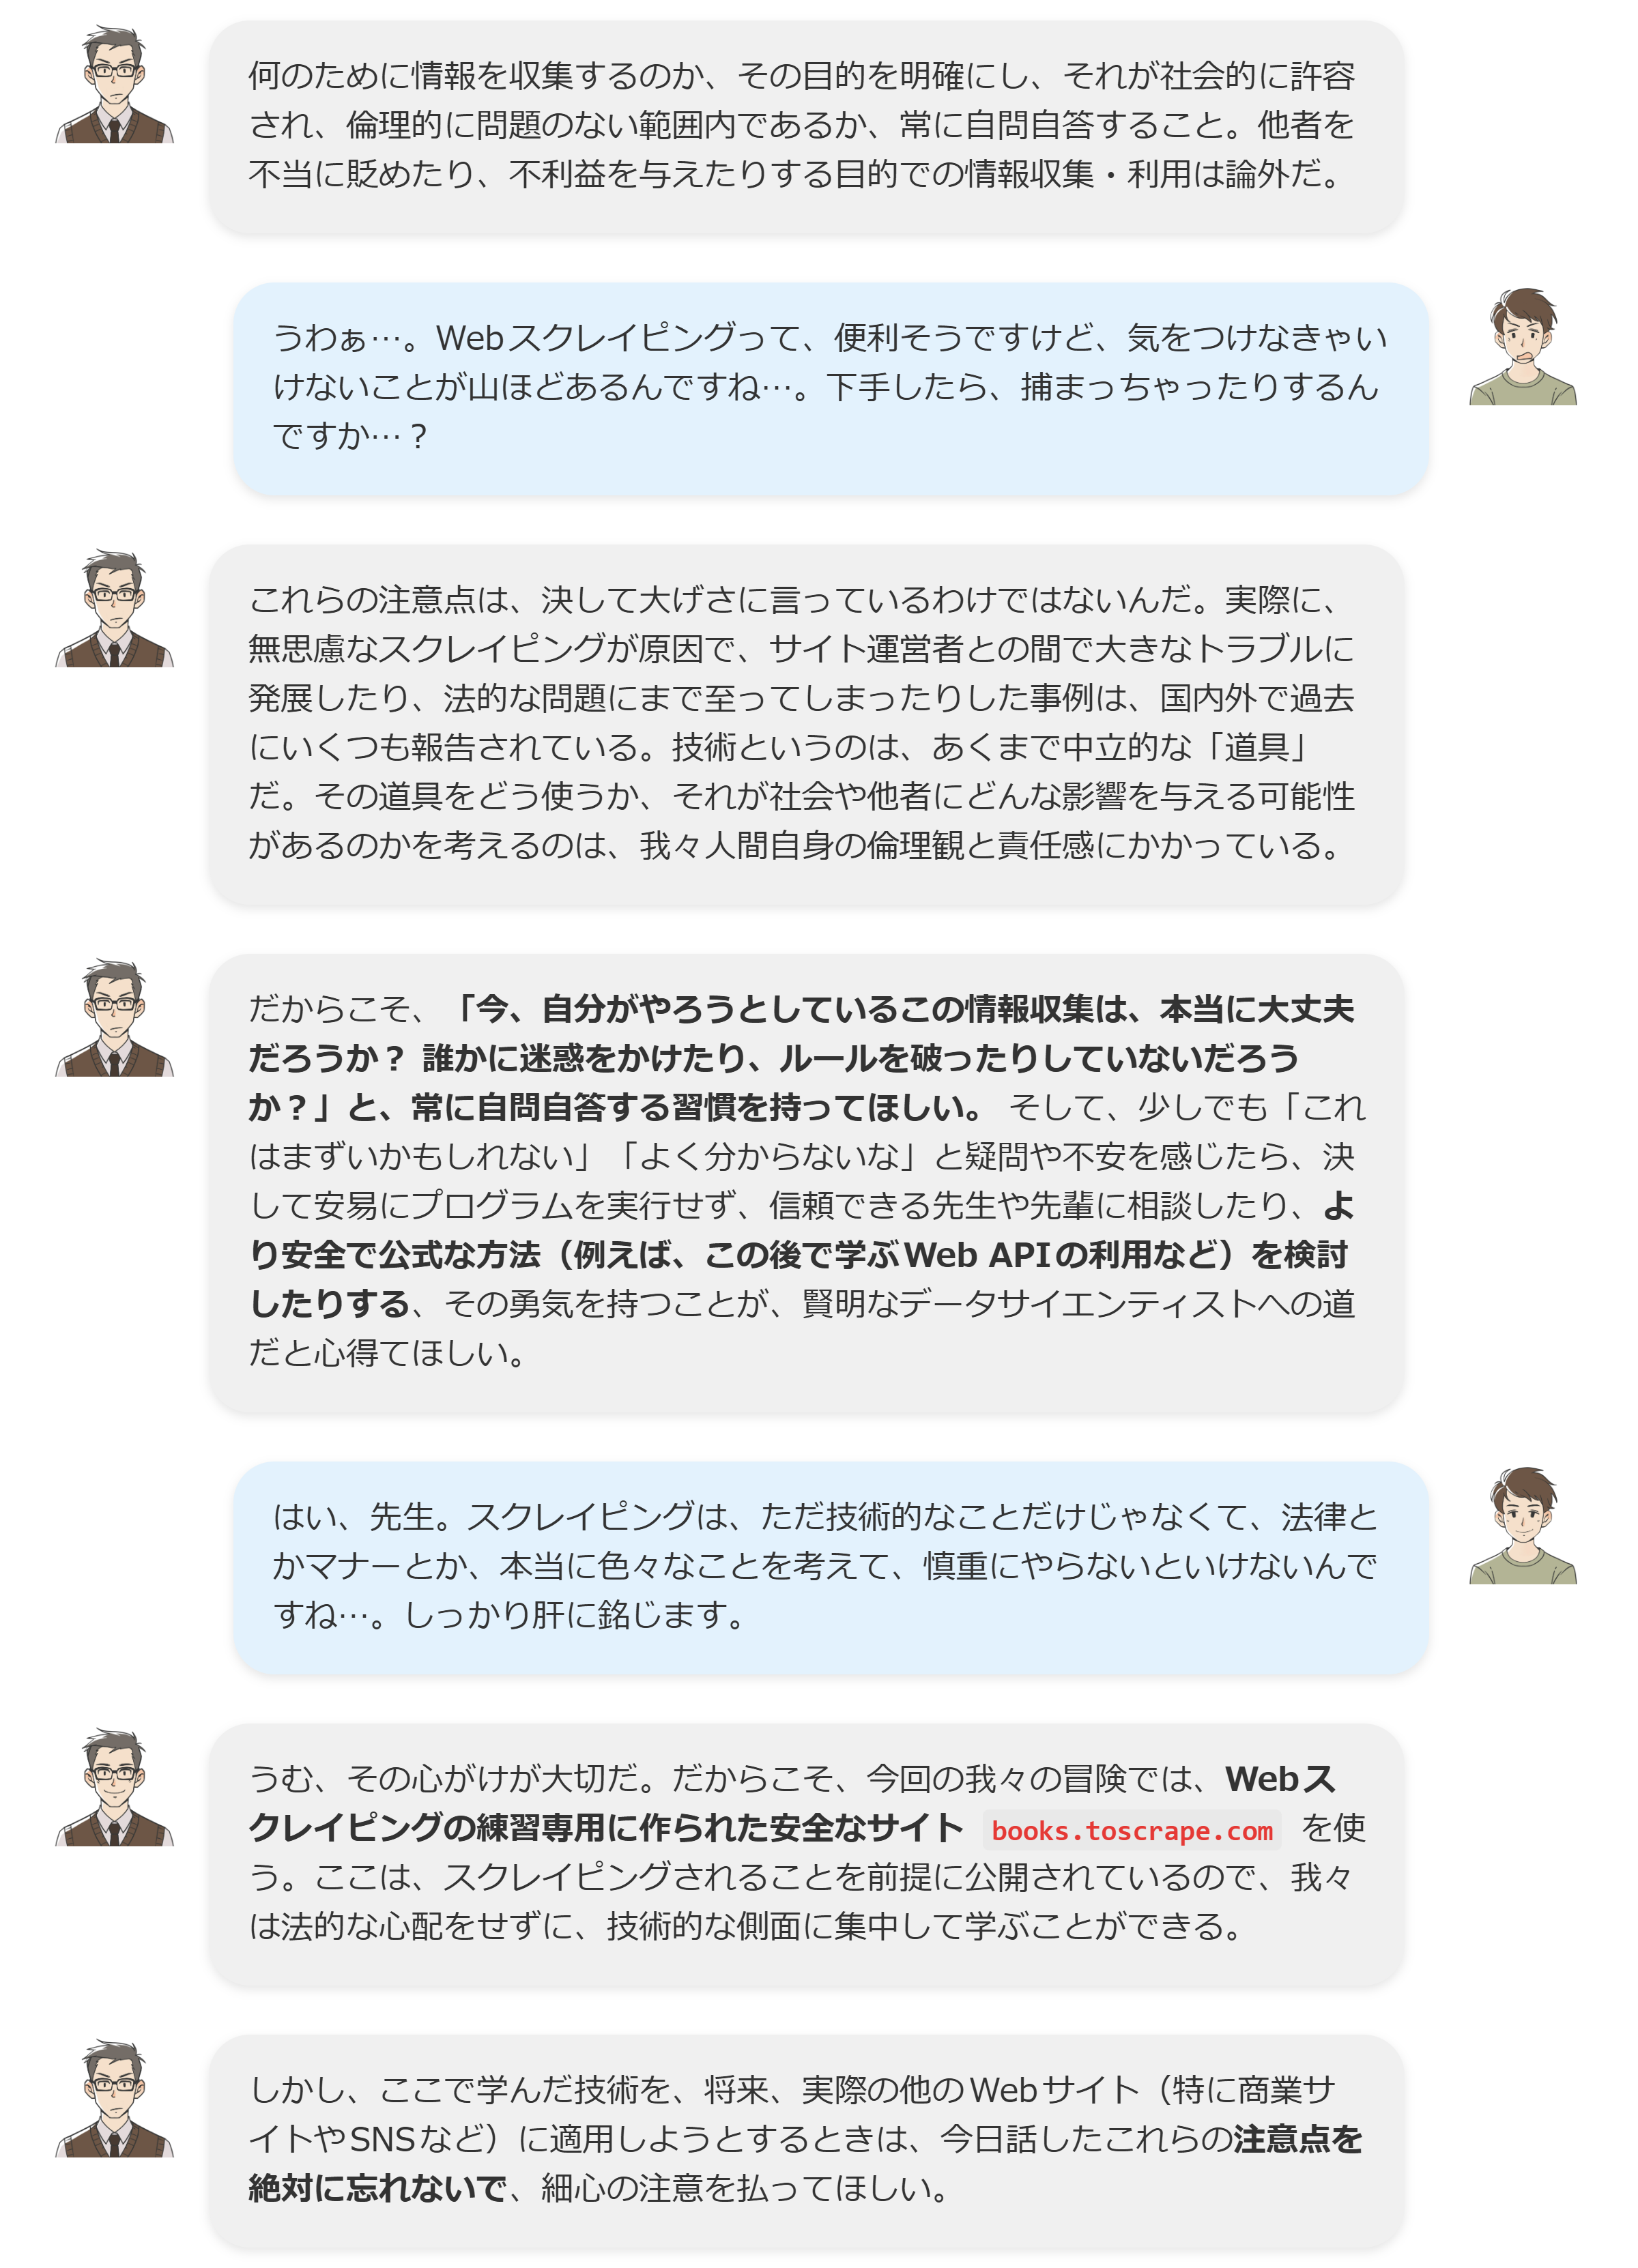 何のために情報を収集するのか、その目的を明確にし、それが社会的に許容
され、倫理的に問題のない範囲内であるか、常に自問自答すること。他者を
不当に貶めたり、不利益を与えたりする目的での情報収集・利用は論外だ。
うわぁ…。Webスクレイピングって、便利そうですけど、気をつけなきゃい
けないことが山ほどあるんですね…。下手したら、捕まっちゃったりするん
ですか…？
これらの注意点は、決して大げさに言っているわけではないんだ。実際に、
無思慮なスクレイピングが原因で、サイト運営者との間で大きなトラブルに
発展したり、法的な問題にまで至ってしまったりした事例は、国内外で過去
にいくつも報告されている。技術というのは、あくまで中立的な「道具」
だ。その道具をどう使うか、それが社会や他者にどんな影響を与える可能性
があるのかを考えるのは、我々人間自身の倫理観と責任感にかかっている。
だからこそ、「今、自分がやろうとしているこの情報収集は、本当に大丈夫
だろうか？ 誰かに迷惑をかけたり、ルールを破ったりしていないだろう
か？」と、常に自問自答する習慣を持ってほしい。 そして、少しでも「これ
はまずいかもしれない」「よく分からないな」と疑問や不安を感じたら、決
して安易にプログラムを実行せず、信頼できる先生や先輩に相談したり、よ
り安全で公式な方法（例えば、この後で学ぶWeb APIの利用など）を検討
したりする、その勇気を持つことが、賢明なデータサイエンティストへの道
だと心得てほしい。
はい、先生。スクレイピングは、ただ技術的なことだけじゃなくて、法律と
かマナーとか、本当に色々なことを考えて、慎重にやらないといけないんで
すね…。しっかり肝に銘じます。
うむ、その心がけが大切だ。だからこそ、今回の我々の冒険では、Webス
クレイピングの練習専用に作られた安全なサイト books.toscrape.com を使
う。ここは、スクレイピングされることを前提に公開されているので、我々
は法的な心配をせずに、技術的な側面に集中して学ぶことができる。
しかし、ここで学んだ技術を、将来、実際の他のWebサイト（特に商業サ
イトやSNSなど）に適用しようとするときは、今日話したこれらの注意点を
絶対に忘れないで、細心の注意を払ってほしい。